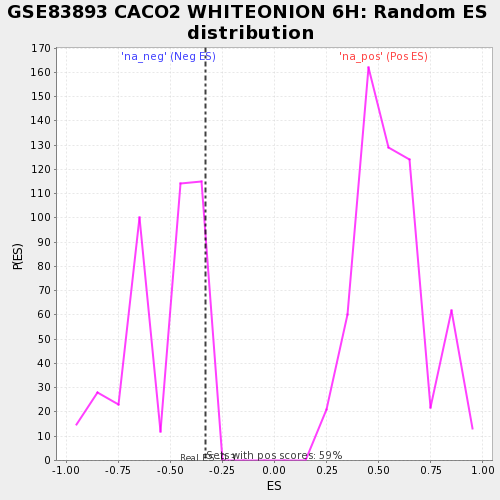 GSE83893 CACO2 WHITEONION 6H: Random ES
distribution
'na_neg' (Neg ES)
'na_pos' (Pos ES)
170
160
150
140
130
120
110
100
90
80
70
60
50
40
30
20
10
0
P(ES)
Sets with pos scores: 59%
-1.00 -0.75 -0.50 -0.25 0.00 0.25 0.50 0.75 1.00
ES